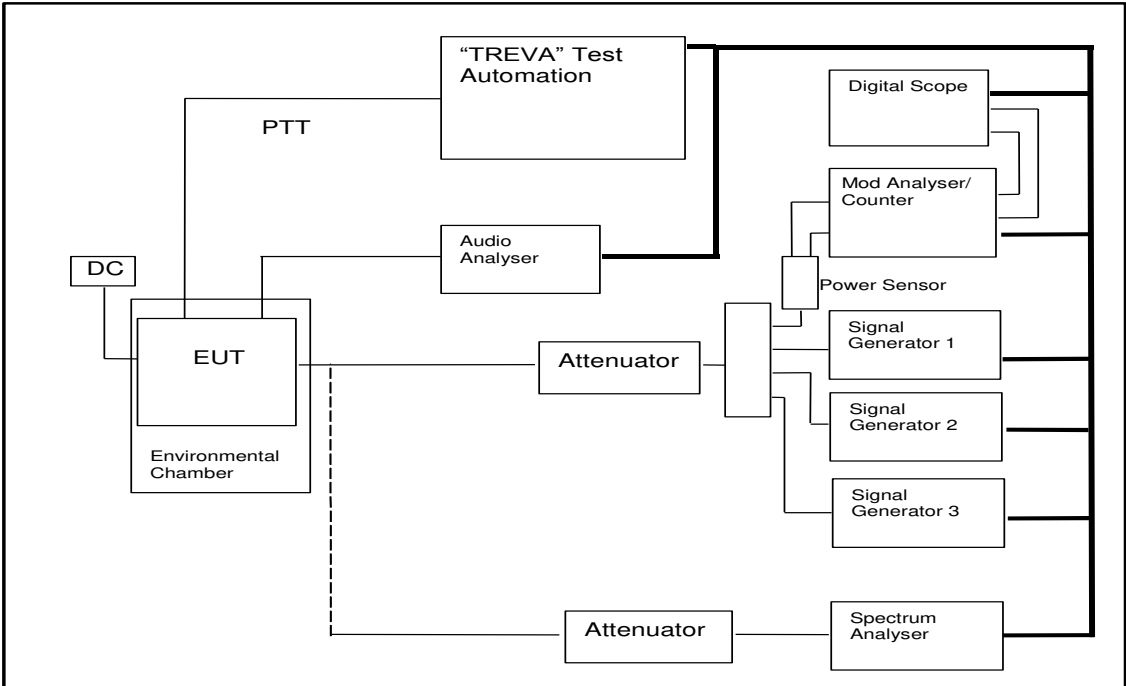 “TREVA” Test
Automation
Digital Scope
PTT
Mod Analyser/
Counter
Audio
Analyser
DC
Power Sensor
EUT
Attenuator
Signal
Generator 1
Signal
Generator 2
Environmental
Chamber
Signal
Generator 3
Attenuator
Spectrum
Analyser